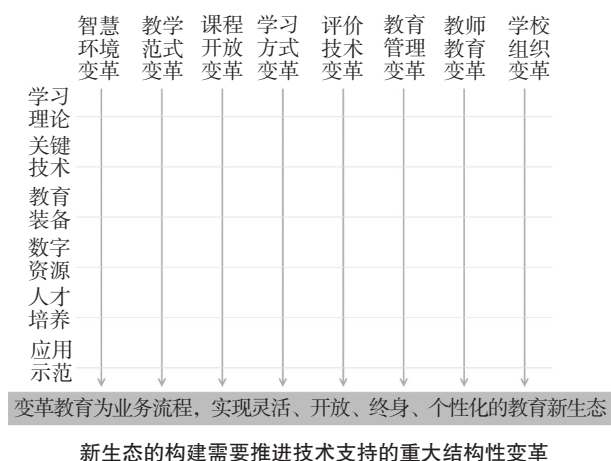 智慧 教学 课程 学习 评价 教育 教师 学校
环境 范式 开放 方式 技术 管理 教育 组织
变革 变革 变革 变革 变革 变革 变革 变革
学习
理论
关键
技术
教育
装备
数字
资源
人才
培养
应用
示范
变革教育为业务流程，实现灵活、开放、终身、个性化的教育新生态
新生态的构建需要推进技术支持的重大结构性变革